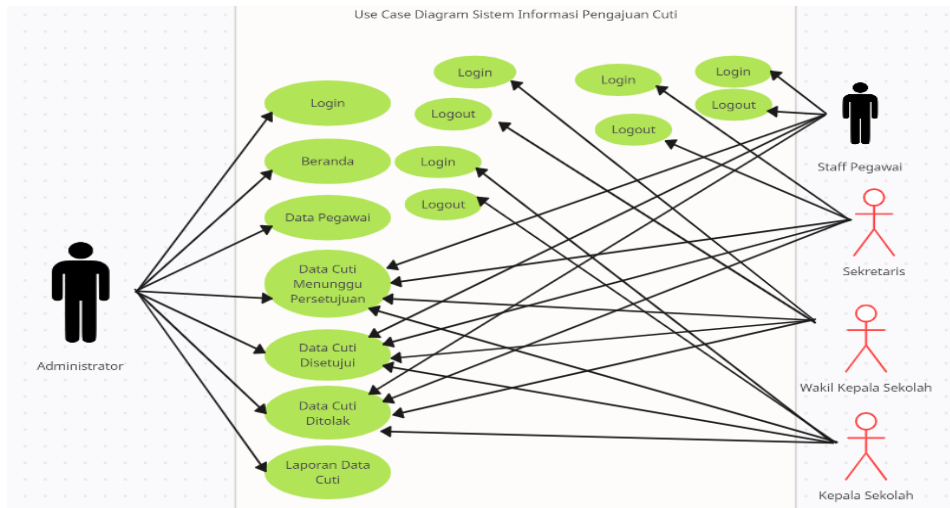 Use Case Diagram Sistem Informasi Pengajuan Cuti
Login
Login
Login
Login
Logout
Logout
Logout
Beranda
Login
Staff Pegawai
Logout
Data Pegawai
Sekretaris
Data Cuti
Menunggu
Persetujuan
Data Cuti
Disetujui
Administrator
Wakil Kepala Sekolah
Data Cuti
Ditolak
Laporan Data
Cuti
Kepala Sekolah